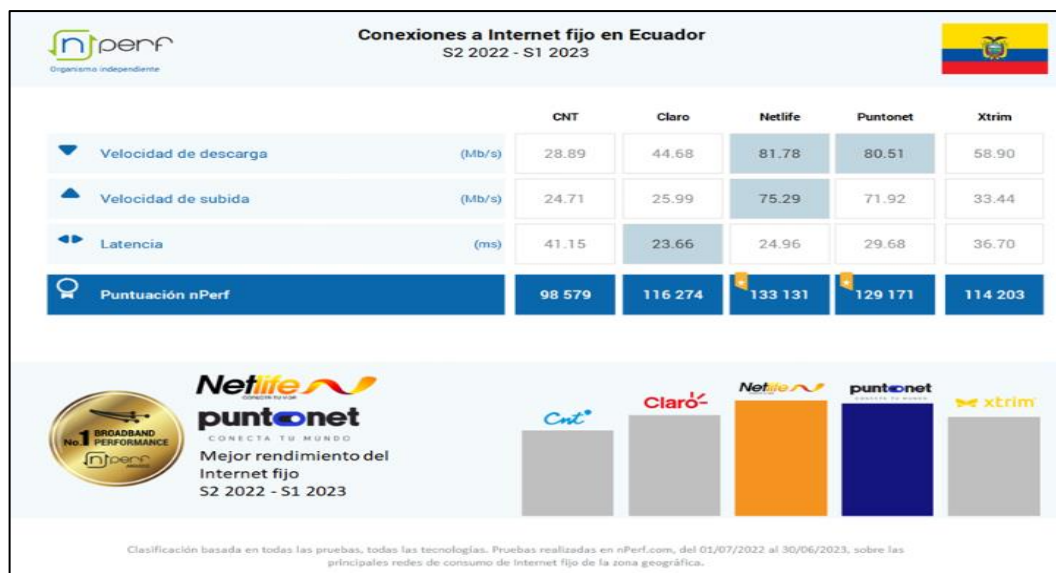 nperf
Organismo independiente
Conexiones a Internet fijo en Ecuador
S2 2022 - S1 2023
CNT Claro Netlife Puntonet Xtrim
Velocidad de descarga (Mb/s) 28.89 44.68 81.78 80.51 58.90
Velocidad de subida (Mb/s) 24.71 25.99 75.29 71.92 33.44
Latencia (ms) 41.15 23.66 24.96 29.68 36.70
Puntuación nPerf 98 579 116 274 133 131 129 171 114 203
No.1 BROADBAND
PERFORMANCE
nperf
Netlife
CONECTA TU VIDA
puntonet
CONECTA TU MUNDO
Mejor rendimiento del
Internet fijo
S2 2022 - S1 2023
Cnt
Claro
Netlife
puntonet
CONECTA TU MUNDO
xtrim
Clasificación basada en todas las pruebas, todas las tecnologías. Pruebas realizadas en nPerf.com, del 01/07/2022 al 30/06/2023, sobre las
principales redes de consumo de Internet fijo de la zona geográfica.